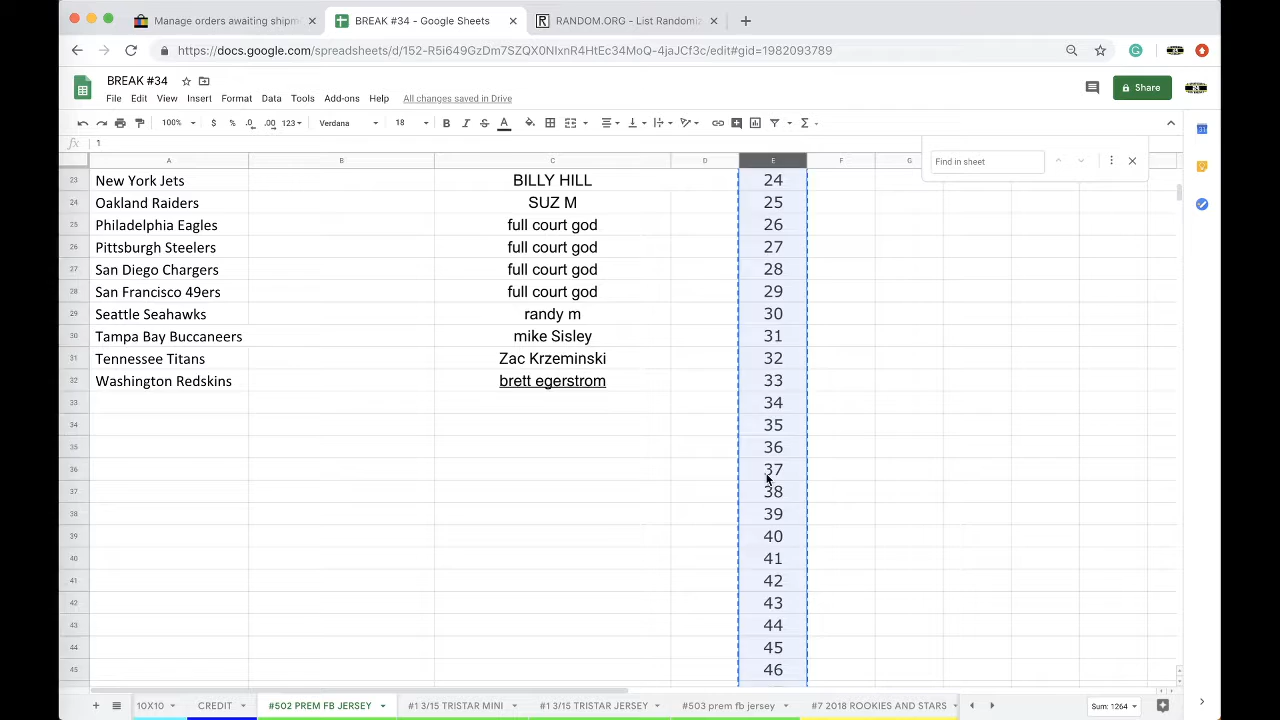 Manage orders awaiting shipm
BREAK #34 - Google Sheets
RANDOM.ORG - List Randomiz
https://docs.google.com/spreadsheets/d/152-R5i649GzDm7SZQX0NlxnR4HtEc34MoQ-4jaJCf3c/edit#gid=1982093789
BREAK #34
File Edit View Insert Format Data Tools Add-ons Help All changes saved in Drive
Share
100% $ % .0 .00 123 Verdana 18 B I S A
fx 1
Find in sheet
A B C D E F G
23 New York Jets BILLY HILL 24
24 Oakland Raiders SUZ M 25
25 Philadelphia Eagles full court god 26
26 Pittsburgh Steelers full court god 27
27 San Diego Chargers full court god 28
28 San Francisco 49ers full court god 29
29 Seattle Seahawks randy m 30
30 Tampa Bay Buccaneers mike Sisley 31
31 Tennessee Titans Zac Krzeminski 32
32 Washington Redskins brett egerstrom 33
33 34
34 35
35 36
36 37
37 38
38 39
39 40
40 41
41 42
42 43
43 44
44 45
45 46
10X10 CREDIT #502 PREM FB JERSEY #1 3/15 TRISTAR MINI #1 3/15 TRISTAR JERSEY #503 prem fb jersey #7 2018 ROOKIES AND STARS Sum: 1264